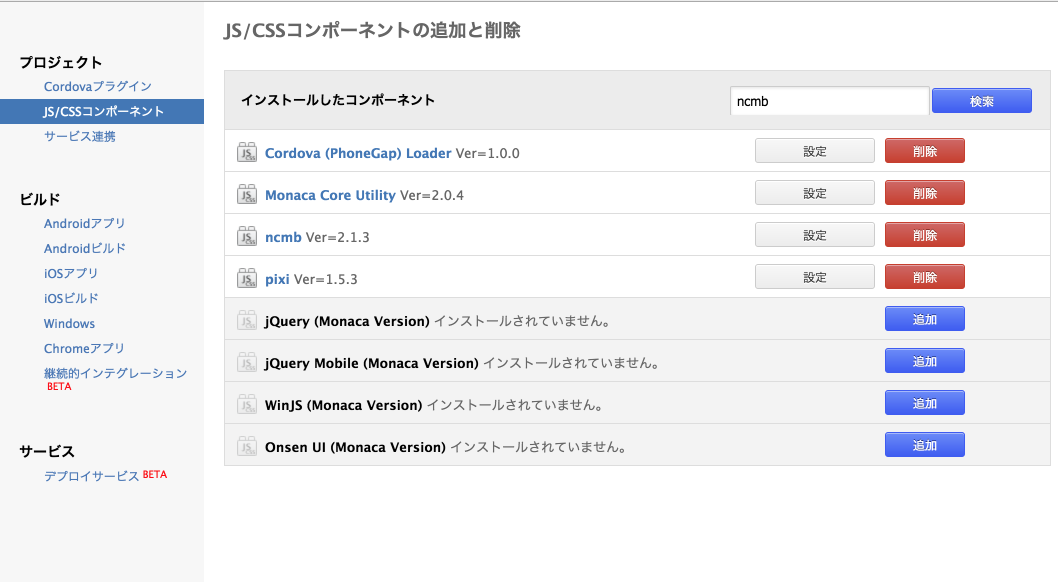 JS/CSSコンポーネントの追加と削除
プロジェクト
Cordovaプラグイン
JS/CSSコンポーネント
サービス連携
ビルド
Androidアプリ
Androidビルド
iOSアプリ
iOSビルド
Windows
Chromeアプリ
継続的インテグレーション
BETA
サービス
デプロイサービス BETA
インストールしたコンポーネント ncmb 検索
Cordova (PhoneGap) Loader Ver=1.0.0 設定 削除
Monaca Core Utility Ver=2.0.4 設定 削除
ncmb Ver=2.1.3 設定 削除
pixi Ver=1.5.3 設定 削除
jQuery (Monaca Version) インストールされていません。 追加
jQuery Mobile (Monaca Version) インストールされていません。 追加
WinJS (Monaca Version) インストールされていません。 追加
Onsen UI (Monaca Version) インストールされていません。 追加